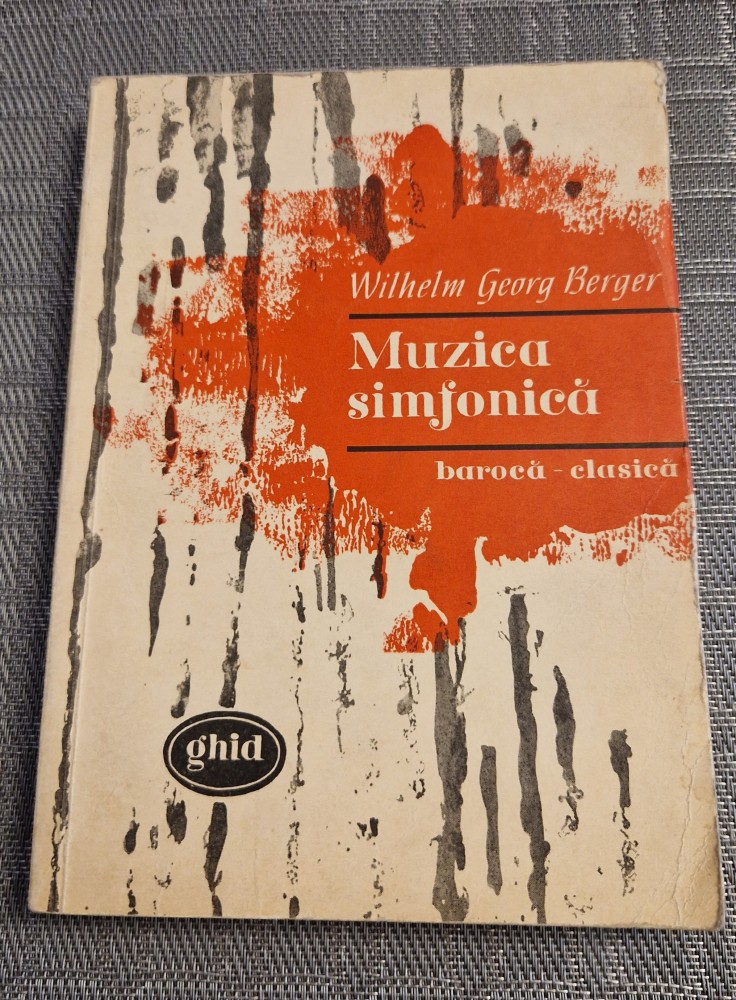 Wilhelm Georg Berger
Muzica
simfonică
barocă - clasică
ghid